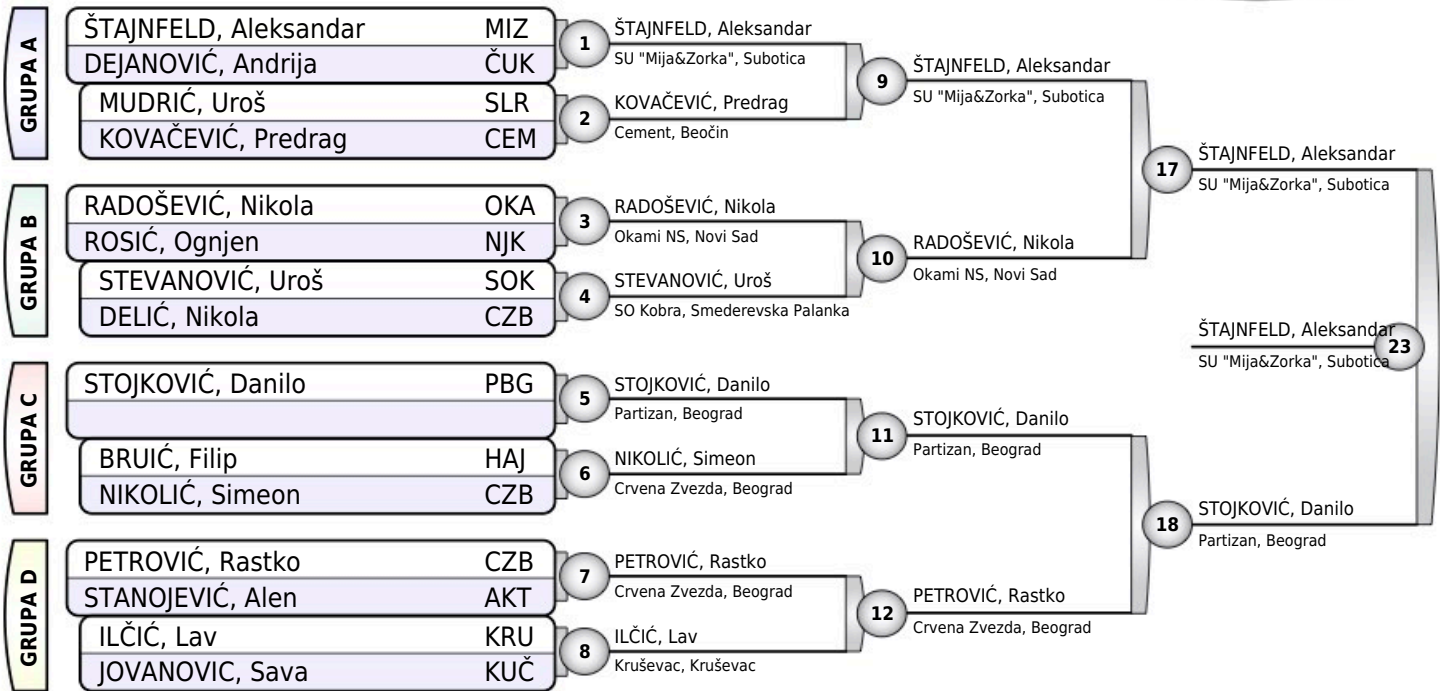 GRUPA A
ŠTAJNFELD, Aleksandar MIZ
DEJANOVIĆ, Andrija ČUK
MUDRIĆ, Uroš SLR
KOVAČEVIĆ, Predrag CEM
GRUPA B
RADOŠEVIĆ, Nikola OKA
ROSIĆ, Ognjen NJK
STEVANOVIĆ, Uroš SOK
DELIĆ, Nikola CZB
GRUPA C
STOJKOVIĆ, Danilo PBG
BRUIĆ, Filip HAJ
NIKOLIĆ, Simeon CZB
GRUPA D
PETROVIĆ, Rastko CZB
STANOJEVIĆ, Alen AKT
ILČIĆ, Lav KRU
JOVANOVIC, Sava KUČ
1
ŠTAJNFELD, Aleksandar
SU "Mija&Zorka", Subotica
2
KOVAČEVIĆ, Predrag
Cement, Beočin
3
RADOŠEVIĆ, Nikola
Okami NS, Novi Sad
4
STEVANOVIĆ, Uroš
SO Kobra, Smederevska Palanka
5
STOJKOVIĆ, Danilo
Partizan, Beograd
6
NIKOLIĆ, Simeon
Crvena Zvezda, Beograd
7
PETROVIĆ, Rastko
Crvena Zvezda, Beograd
8
ILČIĆ, Lav
Kruševac, Kruševac
9
ŠTAJNFELD, Aleksandar
SU "Mija&Zorka", Subotica
10
RADOŠEVIĆ, Nikola
Okami NS, Novi Sad
11
STOJKOVIĆ, Danilo
Partizan, Beograd
12
PETROVIĆ, Rastko
Crvena Zvezda, Beograd
17
ŠTAJNFELD, Aleksandar
SU "Mija&Zorka", Subotica
18
STOJKOVIĆ, Danilo
Partizan, Beograd
ŠTAJNFELD, Aleksandar
SU "Mija&Zorka", Subotica
23